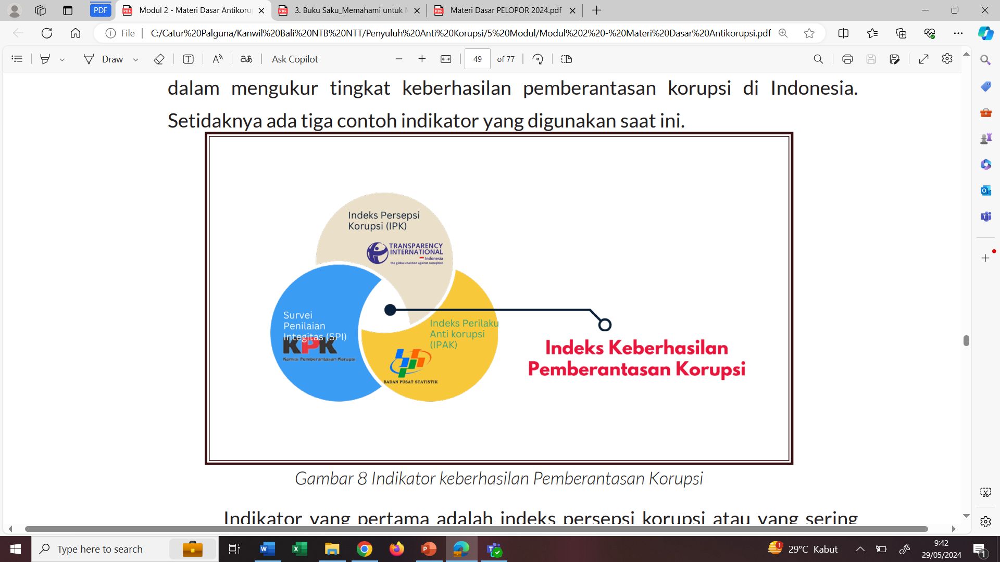 PDF
Modul 2 - Materi Dasar Antikoru
3. Buku Saku_Memahami untuk
Materi Dasar PELOPOR 2024.pdf
File
C:/Catur%20Palguna/Kanwil%20Bali%20NTB%20NTT/Penyuluh%20Anti%20Korupsi/5%20Modul/Modul%202%20-%20Materi%20Dasar%20Antikorupsi.pdf
Draw
Ask Copilot
49 of 77
dalam mengukur tingkat keberhasilan pemberantasan korupsi di Indonesia.
Setidaknya ada tiga contoh indikator yang digunakan saat ini.
Indeks Persepsi
Korupsi (IPK)
TRANSPARENCY
INTERNATIONAL
Indonesia
the global coalition against corruption
Survei
Penilaian
Integitas (SPI)
KPK
Komisi Pemberantasan Korupsi
Indeks Perilaku
Anti korupsi
(IPAK)
BADAN PUSAT STATISTIK
Indeks Keberhasilan
Pemberantasan Korupsi
Gambar 8 Indikator keberhasilan Pemberantasan Korupsi
Indikator yang pertama adalah indeks persepsi korupsi atau yang sering
Type here to search
29°C Kabut
9:42
29/05/2024
1